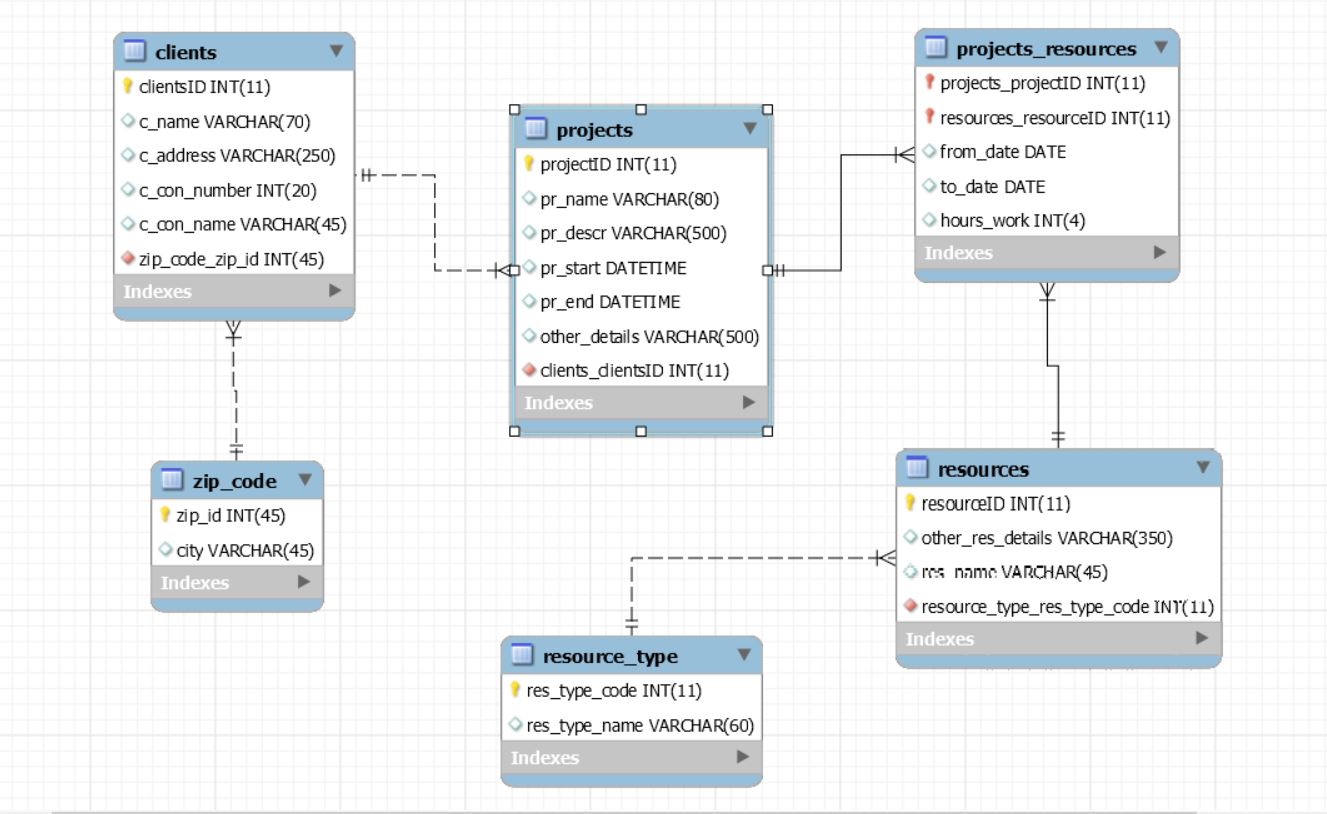 clients
clientsID INT(11)
c_name VARCHAR(70)
c_address VARCHAR(250)
c_con_number INT(20)
c_con_name VARCHAR(45)
zip_code_zip_id INT(45)
Indexes
projects
projectID INT(11)
pr_name VARCHAR(80)
pr_descr VARCHAR(500)
pr_start DATETIME
pr_end DATETIME
other_details VARCHAR(500)
clients_clientsID INT(11)
Indexes
projects_resources
projects_projectID INT(11)
resources_resourceID INT(11)
from_date DATE
to_date DATE
hours_work INT(4)
Indexes
zip_code
zip_id INT(45)
city VARCHAR(45)
Indexes
resource_type
res_type_code INT(11)
res_type_name VARCHAR(60)
Indexes
resources
resourceID INT(11)
other_res_details VARCHAR(350)
res_name VARCHAR(45)
resource_type_res_type_code INT(11)
Indexes